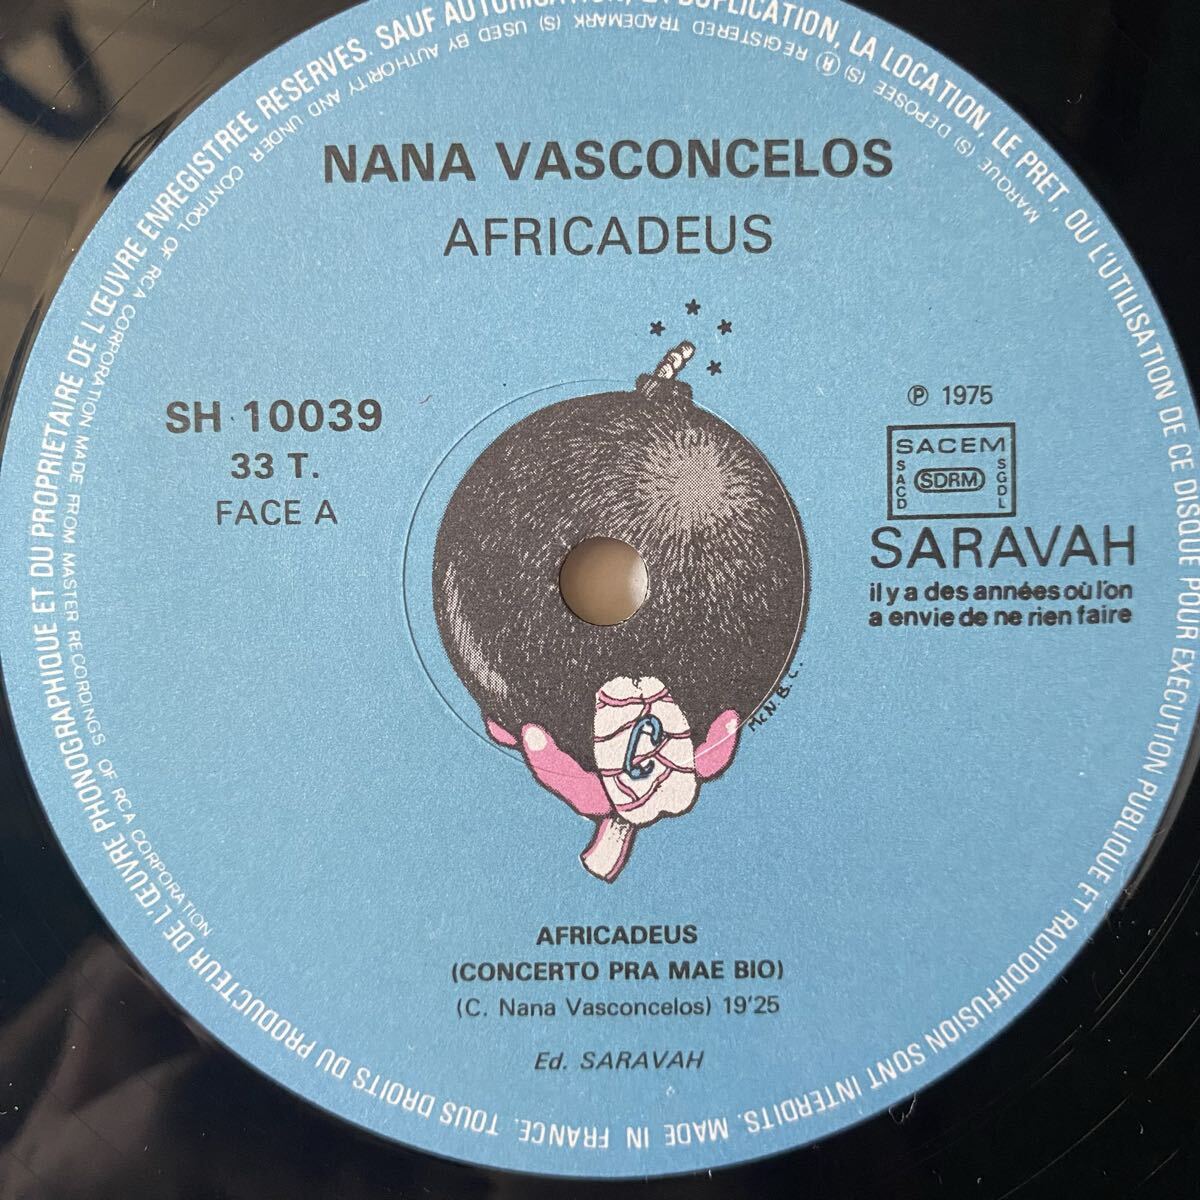 TOUS DROITS DU PRODUCTEUR DE L'ŒUVRE PHONOGRAPHIQUE ET DU PROPRIETAIRE DE L'ŒUVRE ENREGISTREE RESERVES. SAUF AUTORISATION, LA DUPLICATION, LA LOCATION, LE PRET, OU L'UTILISATION DE CE DISQUE POUR EXECUTION PUBLIQUE ET RADIODIFFUSION SONT INTERDITS. MADE IN FRANCE.
MARQUE (S) DEPOSEE (S) ® REGISTERED TRADEMARK (S) USED BY AUTHORITY AND UNDER CONTROL OF RCA CORPORATION MADE FROM MASTER RECORDINGS OF RCA CORPORATION
NANA VASCONCELOS
AFRICADEUS
SH 10039
33 T.
FACE A
℗ 1975
SACEM
SACD
SDRM
SGDL
SARAVAH
il y a des années où l'on
a envie de ne rien faire
McN.B.C.
AFRICADEUS
(CONCERTO PRA MAE BIO)
(C. Nana Vasconcelos) 19'25
Ed. SARAVAH